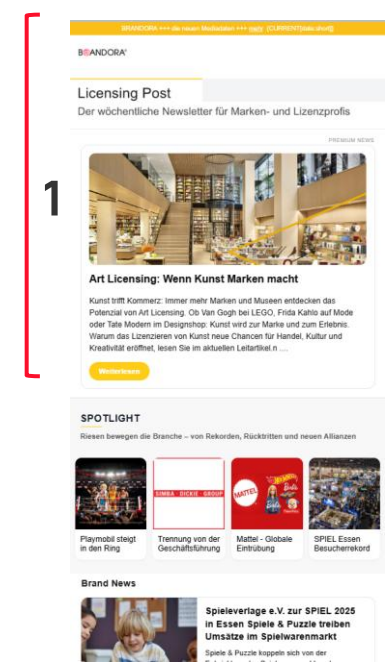 BRANDORA +++ die neuen Mediadaten +++ mehr [CURRENT[date:short]]
BRANDORA
Licensing Post
Der wöchentliche Newsletter für Marken- und Lizenzprofis
PREMIUM NEWS
1
Art Licensing: Wenn Kunst Marken macht
Kunst trifft Kommerz: Immer mehr Marken und Museen entdecken das
Potenzial von Art Licensing. Ob Van Gogh bei LEGO, Frida Kahlo auf Mode
oder Tate Modern im Designshop: Kunst wird zur Marke und zum Erlebnis.
Warum das Lizenzieren von Kunst neue Chancen für Handel, Kultur und
Kreativität eröffnet, lesen Sie im aktuellen Leitartikel.n ....
Weiterlesen
SPOTLIGHT
Riesen bewegen die Branche – von Rekorden, Rücktritten und neuen Allianzen
SIMBA DICKIE GROUP
MATTEL
Barbie
Playmobil steigt
in den Ring
Trennung von der
Geschäftsführung
Mattel - Globale
Eintrübung
SPIEL Essen
Besucherrekord
Brand News
Spieleverlage e.V. zur SPIEL 2025
in Essen Spiele & Puzzle treiben
Umsätze im Spielwarenmarkt
Spiele & Puzzle koppeln sich von der